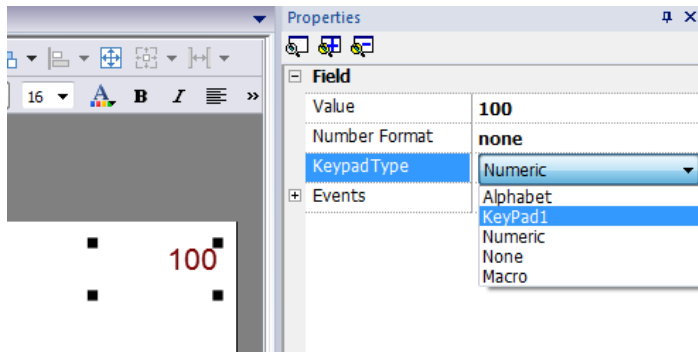 Properties
16 A B I »
Field
Value 100
Number Format none
KeypadType Numeric
Events
Alphabet
KeyPad1
Numeric
None
Macro
100